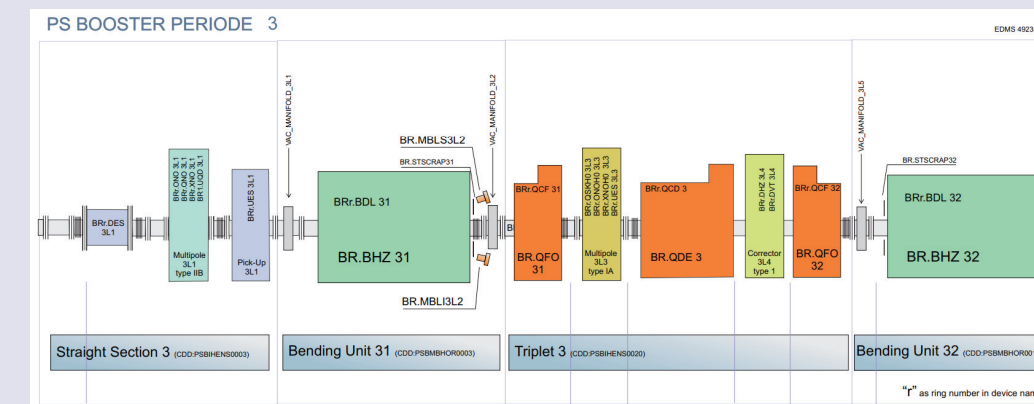 PS BOOSTER PERIODE 3
EDMS 4923
VAC_MANIFOLD_3L1
VAC_MANIFOLD_3L2
VAC_MANIFOLD_3L5
BR.MBLS3L2
BR.STSCRAP31
BR.STSCRAP32
BRr.DES
3L1
BRr.ONO 3L1
BRr.QNO 3L1
BRr.XNO 3L1
BR1.UQD 3L1
Multipole
3L1
type IIB
BRr.UES 3L1
Pick-Up
3L1
BRr.BDL 31
BR.BHZ 31
BR.MBLI3L2
BRr.QCF 31
BR.QFO
31
BRr.QSKH0 3L3
BRr.ONOH0 3L3
BRr.XNOH0 3L3
BRr.UES 3L3
Multipole
3L3
type IA
BRr.QCD 3
BR.QDE 3
BRr.DHZ 3L4
BRr.DVT 3L4
Corrector
3L4
type 1
BRr.QCF 32
BR.QFO
32
BRr.BDL 32
BR.BHZ 32
Straight Section 3 (CDD:PSBIHENS0003)
Bending Unit 31 (CDD:PSBMBHOR0003)
Triplet 3 (CDD:PSBIHENS0020)
Bending Unit 32 (CDD:PSBMBHOR00
"r" as ring number in device nam